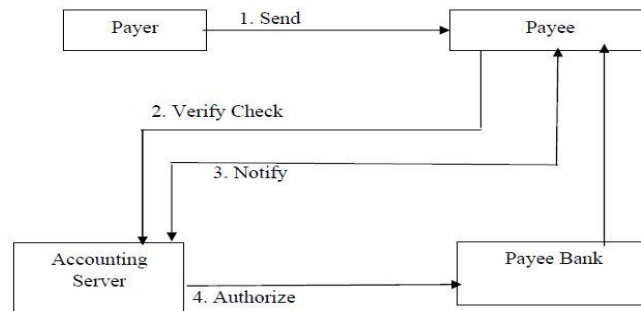 Payer
1. Send
Payee
2. Verify Check
3. Notify
Accounting
Server
4. Authorize
Payee Bank